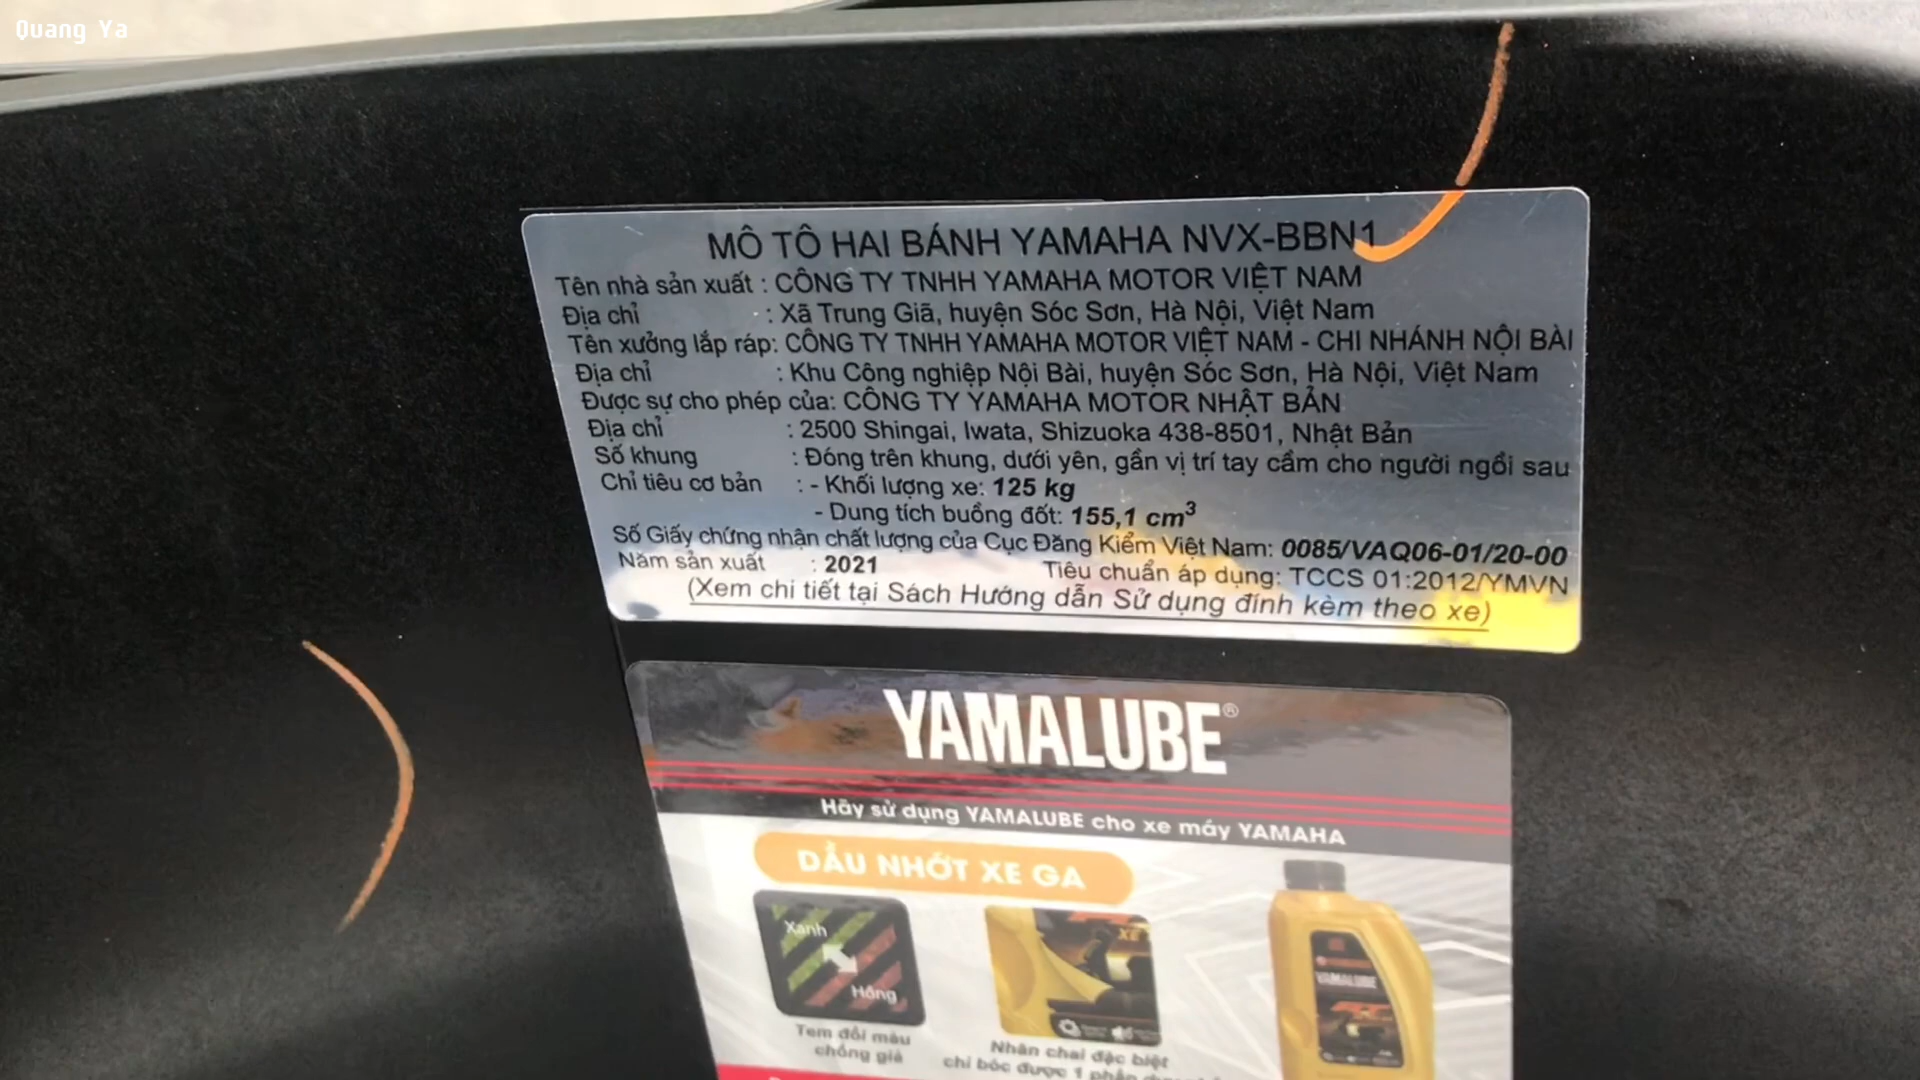 Quang Ya
MÔ TÔ HAI BÁNH YAMAHA NVX-BBN1
Tên nhà sản xuất : CÔNG TY TNHH YAMAHA MOTOR VIỆT NAM
Địa chỉ : Xã Trung Giã, huyện Sóc Sơn, Hà Nội, Việt Nam
Tên xưởng lắp ráp: CÔNG TY TNHH YAMAHA MOTOR VIỆT NAM - CHI NHÁNH NỘI BÀI
Địa chỉ : Khu Công nghiệp Nội Bài, huyện Sóc Sơn, Hà Nội, Việt Nam
Được sự cho phép của: CÔNG TY YAMAHA MOTOR NHẬT BẢN
Địa chỉ : 2500 Shingai, Iwata, Shizuoka 438-8501, Nhật Bản
Số khung : Đóng trên khung, dưới yên, gần vị trí tay cầm cho người ngồi sau
Chỉ tiêu cơ bản : - Khối lượng xe: 125 kg
- Dung tích buồng đốt: 155,1 cm³
Số Giấy chứng nhận chất lượng của Cục Đăng Kiểm Việt Nam: 0085/VAQ06-01/20-00
Năm sản xuất : 2021 Tiêu chuẩn áp dụng: TCCS 01:2012/YMVN
(Xem chi tiết tại Sách Hướng dẫn Sử dụng đính kèm theo xe)
YAMALUBE®
Hãy sử dụng YAMALUBE cho xe máy YAMAHA
DẦU NHỚT XE GA
Xanh
Hồng
XE
YAMALUBE
Tem đổi màu
chống giả
Nhãn chai đặc biệt
chỉ bóc được 1 phần